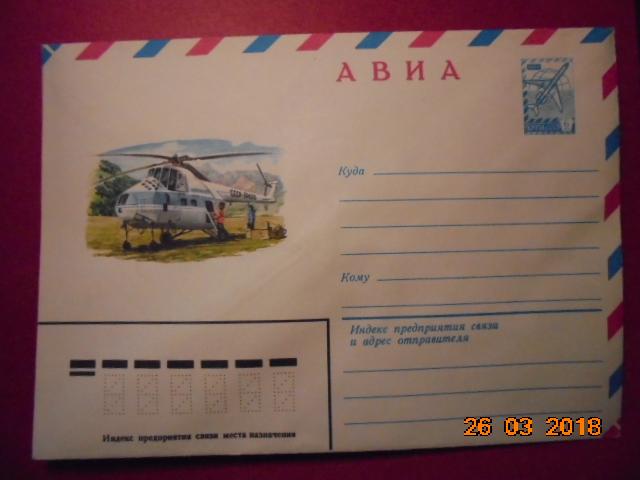 АВИА
Куда
Кому
Индекс предприятия связи
и адрес отправителя
Индекс предприятия связи места назначения
26 03 2018